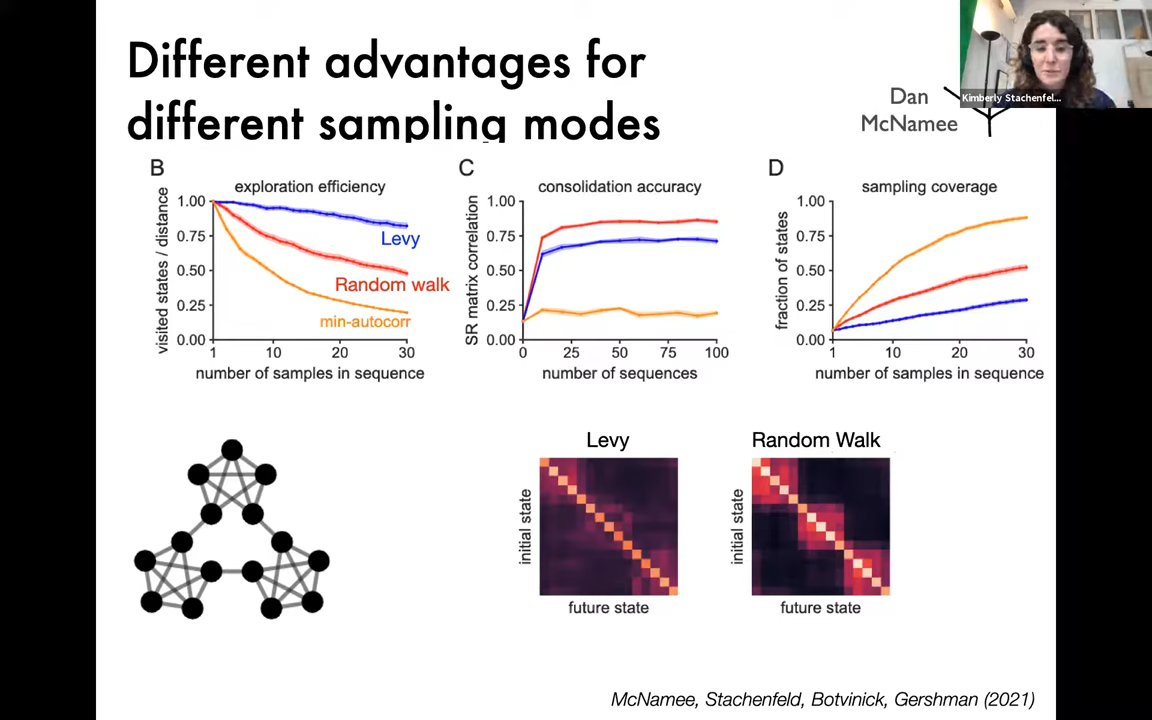 Different advantages for
different sampling modes
Dan
McNamee
Kimberly Stachenfel...
B
exploration efficiency
visited states / distance
1.00
0.75
0.50
0.25
0.00
1
10
20
30
number of samples in sequence
Levy
Random walk
min-autocorr
C
consolidation accuracy
SR matrix correlation
1.00
0.75
0.50
0.25
0.00
0
25
50
75
100
number of sequences
D
sampling coverage
fraction of states
1.00
0.75
0.50
0.25
0.00
1
10
20
30
number of samples in sequence
Levy
initial state
future state
Random Walk
initial state
future state
McNamee, Stachenfeld, Botvinick, Gershman (2021)